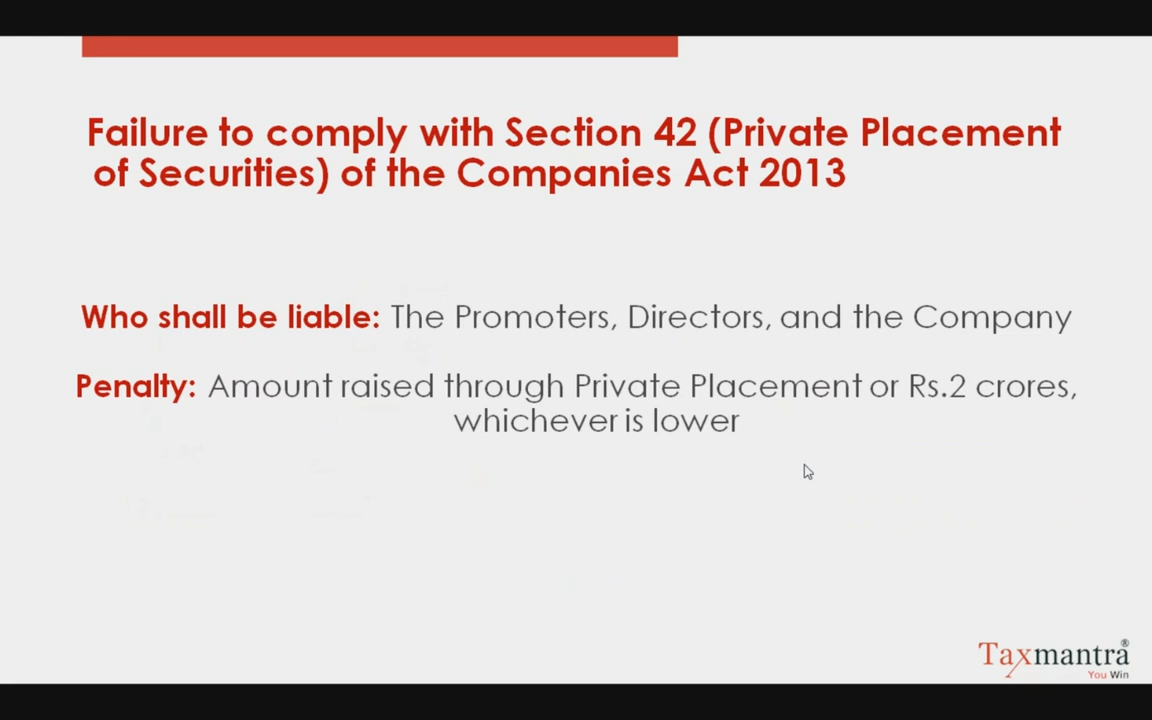 Failure to comply with Section 42 (Private Placement
of Securities) of the Companies Act 2013
Who shall be liable: The Promoters, Directors, and the Company
Penalty: Amount raised through Private Placement or Rs.2 crores,
whichever is lower
Taxmantra®
You Win